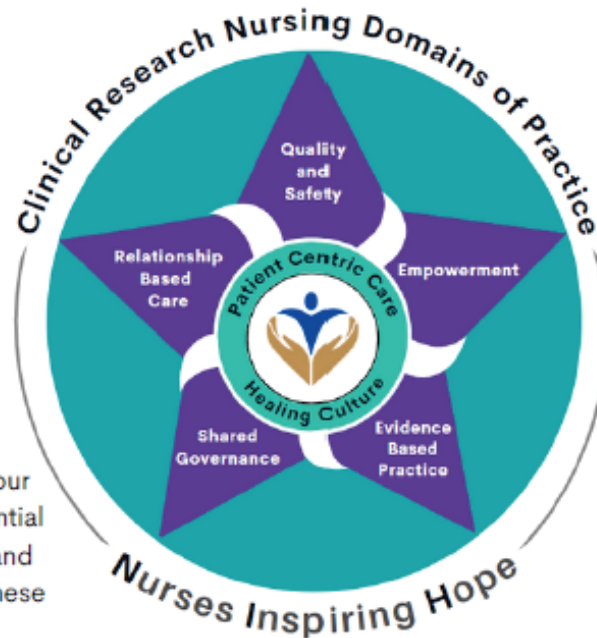 Clinical Research Nursing Domains of Practice
Quality
and
Safety
Relationship
Based
Care
Empowerment
Patient Centric Care
Healing Culture
Shared
Governance
Evidence
Based
Practice
our
ntial
and
nese
Nurses Inspiring Hope